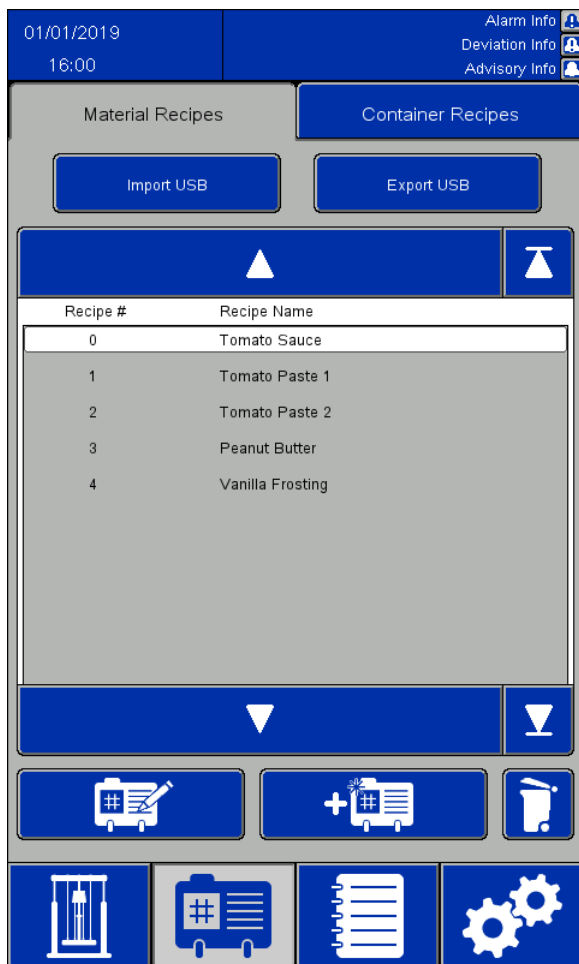 01/01/2019
16:00
Alarm Info
Deviation Info
Advisory Info
Material Recipes
Container Recipes
Import USB
Export USB
Recipe # Recipe Name
0 Tomato Sauce
1 Tomato Paste 1
2 Tomato Paste 2
3 Peanut Butter
4 Vanilla Frosting
#
+ #
#